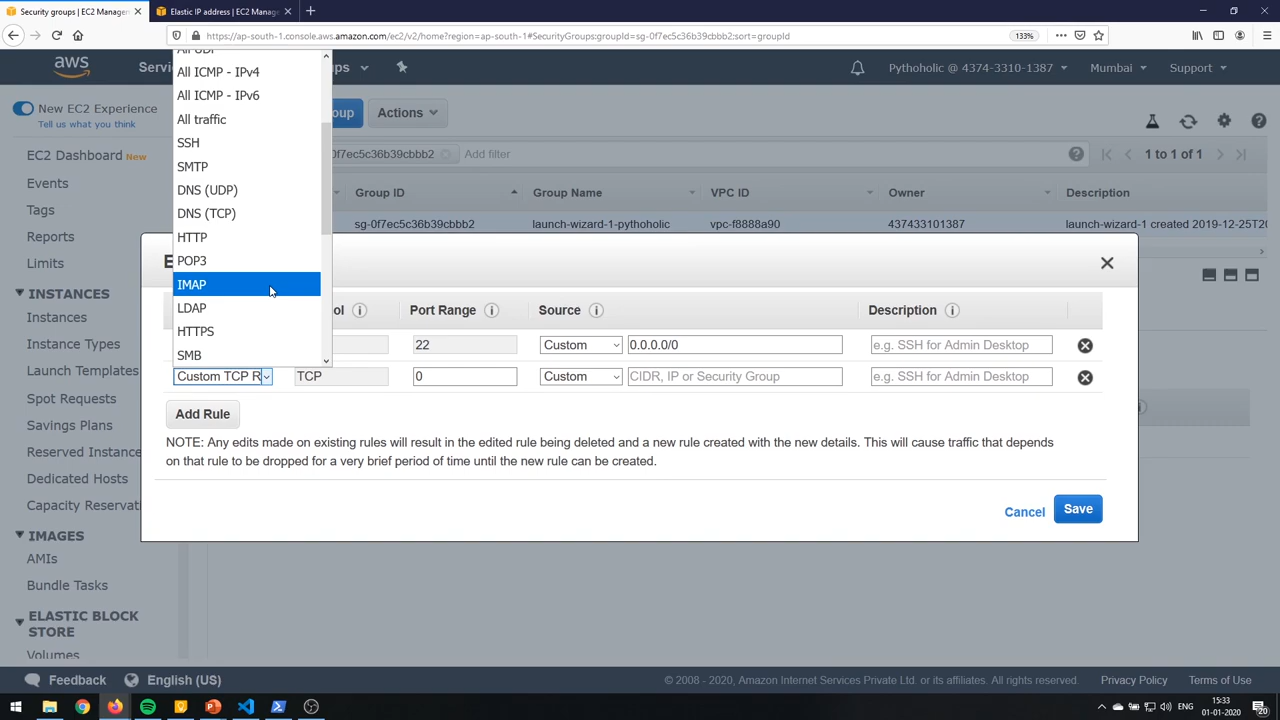 Security groups | EC2 Manager
Elastic IP address | EC2 Manag
https://ap-south-1.console.aws.amazon.com/ec2/v2/home?region=ap-south-1#SecurityGroups:groupId=sg-0f7ec5c36b39cbbb2;sort=groupId
133%
aws
Pythoholic @ 4374-3310-1387
Mumbai
Support
New EC2 Experience
Tell us what you think
Actions
EC2 Dashboard New
Events
Tags
Reports
Limits
INSTANCES
Instances
Instance Types
Launch Templates
Spot Requests
Savings Plans
Reserved Instance
Dedicated Hosts
Capacity Reservati
IMAGES
AMIs
Bundle Tasks
ELASTIC BLOCK
STORE
Volumes
0f7ec5c36b39cbbb2
Add filter
1 to 1 of 1
Group ID
Group Name
VPC ID
Owner
Description
sg-0f7ec5c36b39cbbb2
launch-wizard-1-pythoholic
vpc-f8888a90
437433101387
launch-wizard-1 created 2019-12-25T20
All UDP
All ICMP - IPv4
All ICMP - IPv6
All traffic
SSH
SMTP
DNS (UDP)
DNS (TCP)
HTTP
POP3
IMAP
LDAP
HTTPS
SMB
Port Range
Source
Description
22
Custom
0.0.0.0/0
e.g. SSH for Admin Desktop
Custom TCP R
TCP
0
Custom
CIDR, IP or Security Group
e.g. SSH for Admin Desktop
Add Rule
NOTE: Any edits made on existing rules will result in the edited rule being deleted and a new rule created with the new details. This will cause traffic that depends
on that rule to be dropped for a very brief period of time until the new rule can be created.
Cancel
Save
Feedback
English (US)
© 2008 - 2020, Amazon Internet Services Private Ltd. or its affiliates. All rights reserved.
Privacy Policy
Terms of Use
ENG
15:33
01-01-2020
20